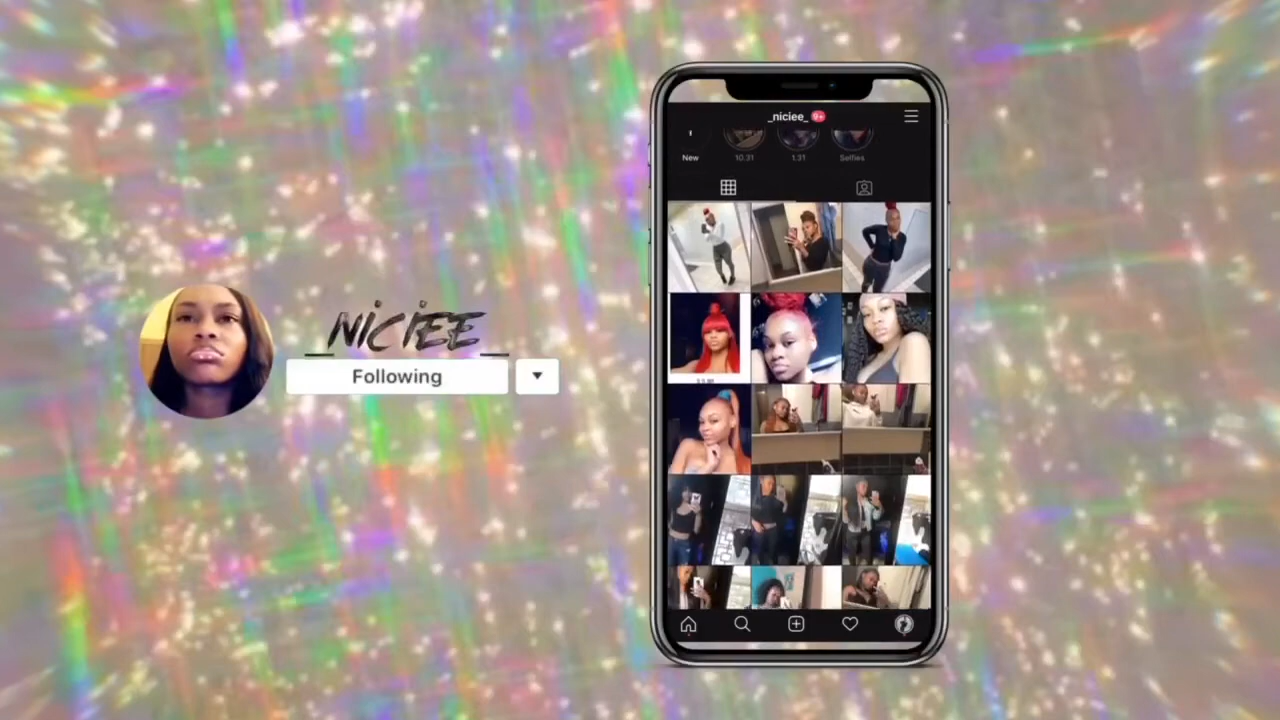 _NICIEE_
Following
_niciee_ 9+
New 10.31 1.31 Selfies